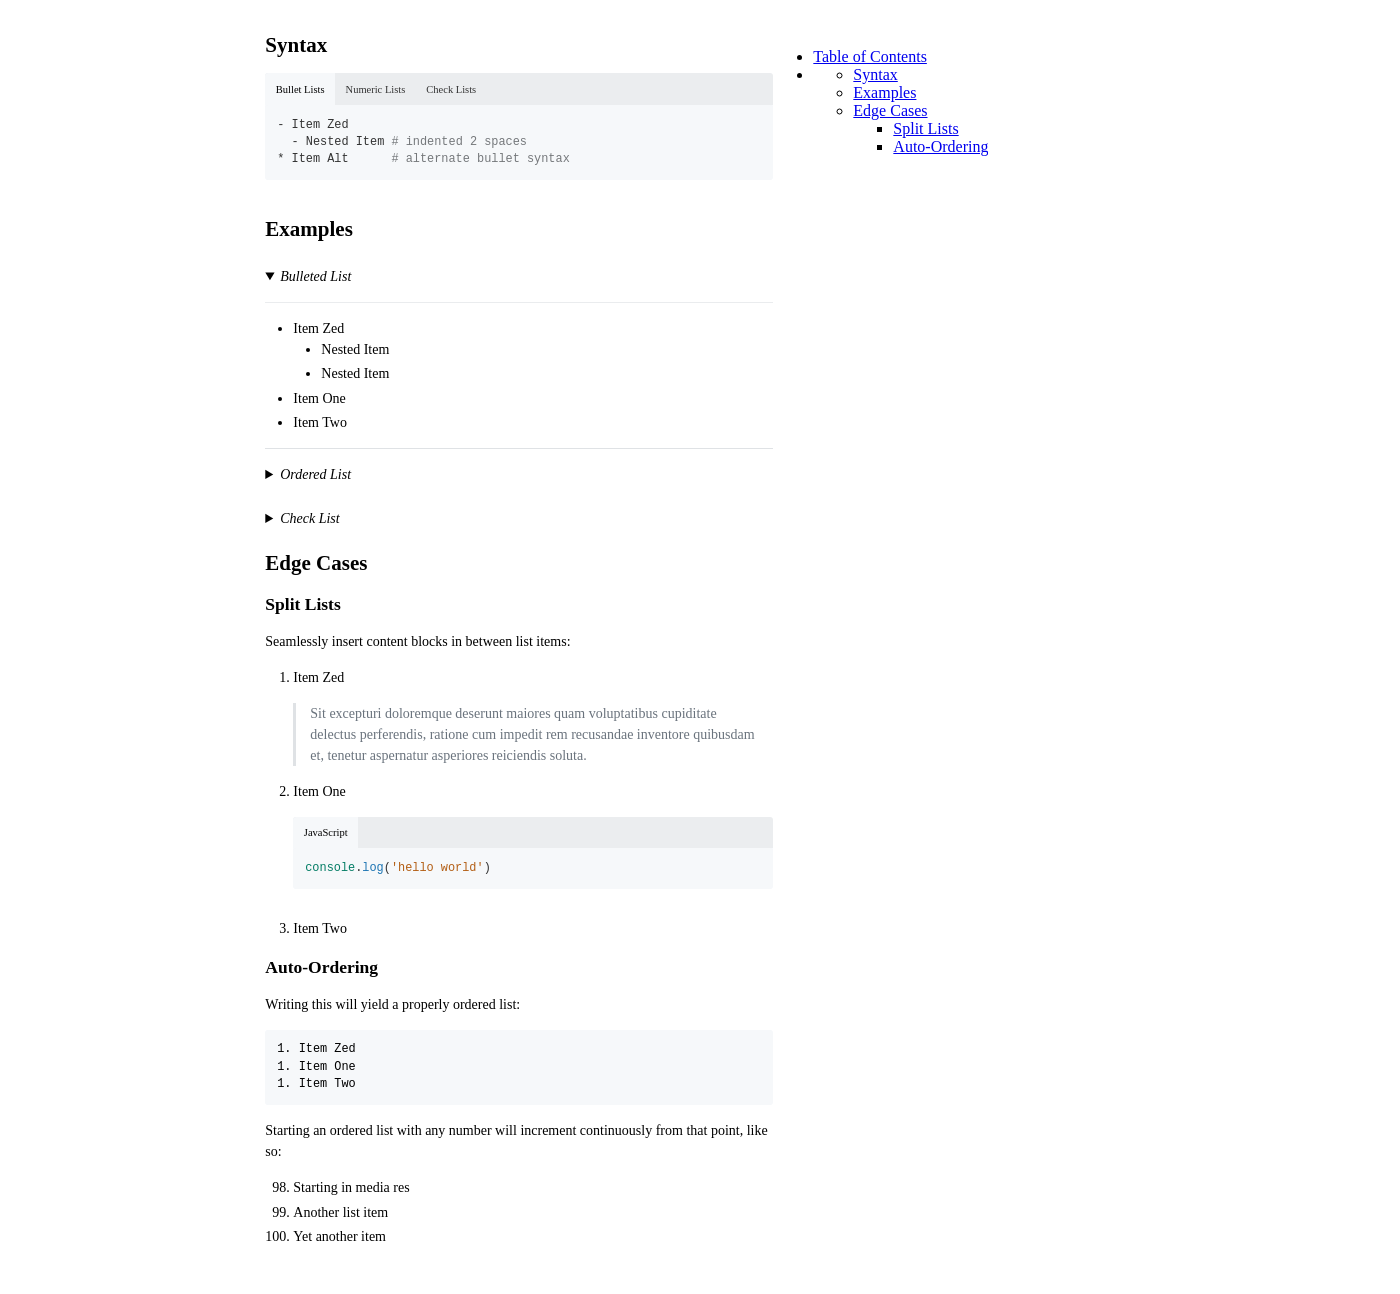 Syntax
Bullet Lists Numeric Lists Check Lists
- Item Zed
  - Nested Item # indented 2 spaces
* Item Alt      # alternate bullet syntax
Examples
Bulleted List
Item Zed
Nested Item
Nested Item
Item One
Item Two
Ordered List
Check List
Edge Cases
Split Lists
Seamlessly insert content blocks in between list items:
1. Item Zed
Sit excepturi doloremque deserunt maiores quam voluptatibus cupiditate
delectus perferendis, ratione cum impedit rem recusandae inventore quibusdam
et, tenetur aspernatur asperiores reiciendis soluta.
2. Item One
JavaScript
console.log('hello world')
3. Item Two
Auto-Ordering
Writing this will yield a properly ordered list:
1. Item Zed
1. Item One
1. Item Two
Starting an ordered list with any number will increment continuously from that point, like
so:
98. Starting in media res
99. Another list item
100. Yet another item
Table of Contents
Syntax
Examples
Edge Cases
Split Lists
Auto-Ordering